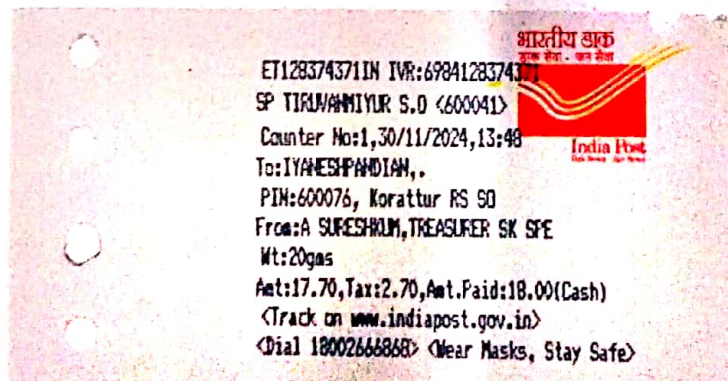 भारतीय डाक
डाक सेवा - जन सेवा
ET128374371IN IVR:6984128374371
SP TIRUVANMIYUR S.O <600041>
Counter No:1,30/11/2024,13:48
To:IYANESHPANDIAN,.
PIN:600076, Korattur RS SO
From:A SURESHKUM,TREASURER SK SPE
Wt:20gms
Amt:17.70,Tax:2.70,Amt.Paid:18.00(Cash)
<Track on www.indiapost.gov.in>
<Dial 18002666868> <Wear Masks, Stay Safe>
India Post